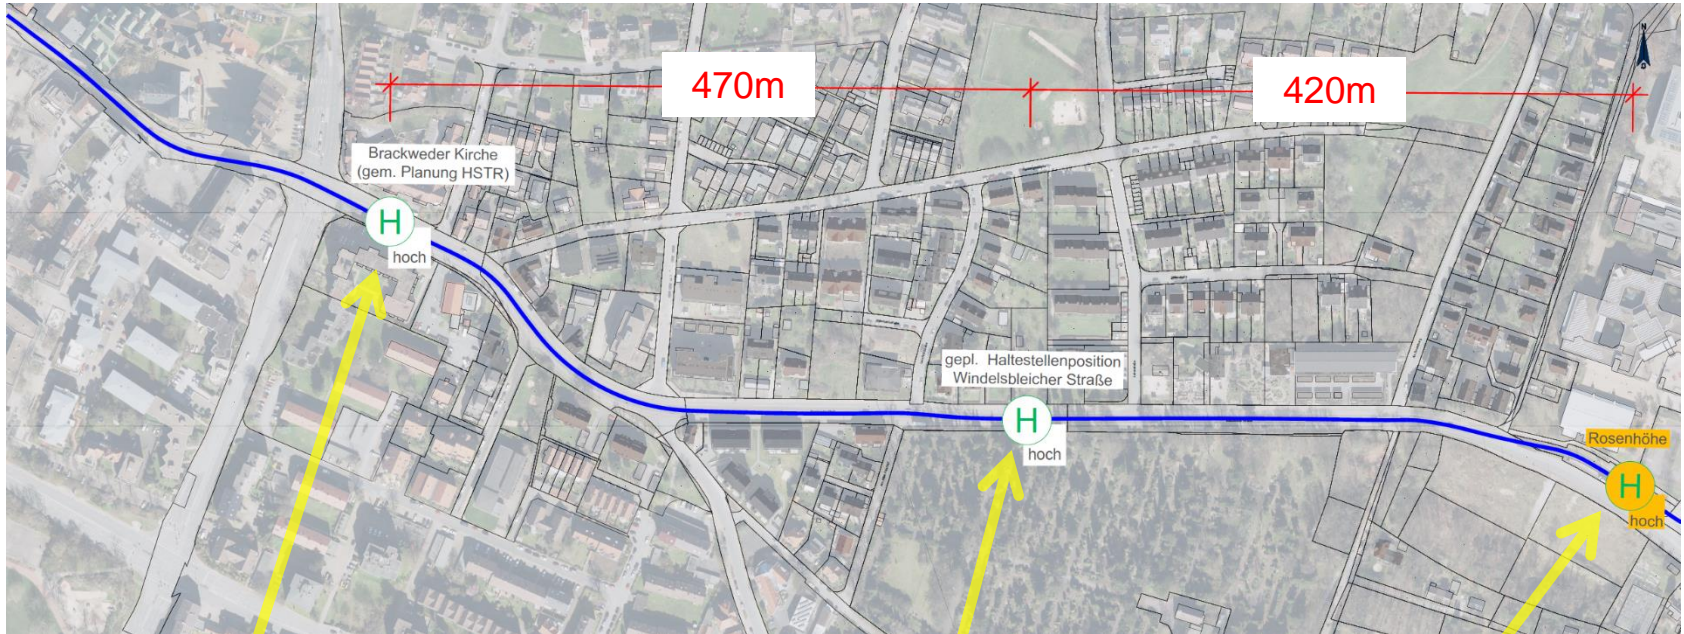 470m
420m
N
Brackweder Kirche
(gem. Planung HSTR)
H
hoch
gepl. Haltestellenposition
Windelsbleicher Straße
H
hoch
Rosenhöhe
H
hoch